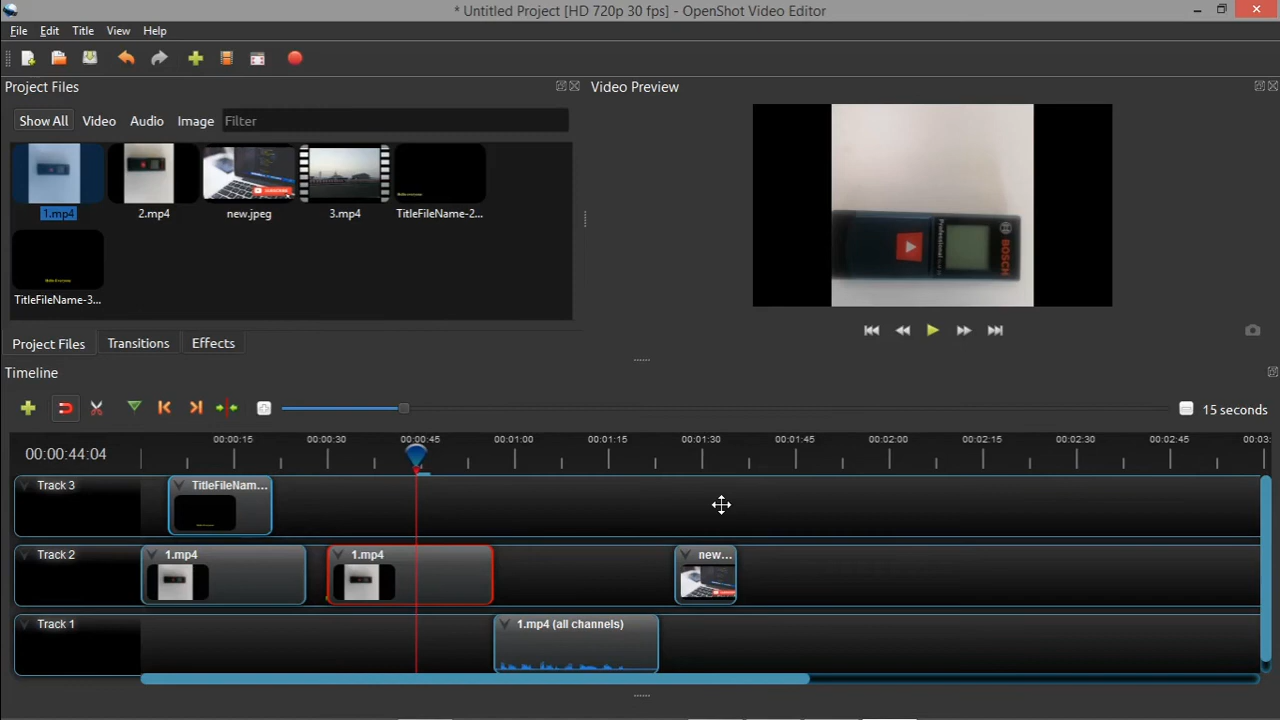 * Untitled Project [HD 720p 30 fps] - OpenShot Video Editor
File Edit Title View Help
Project Files
Video Preview
Show All Video Audio Image Filter
1.mp4 2.mp4 new.jpeg 3.mp4 TitleFileName-2...
TitleFileName-3...
BOSCH
Professional
Project Files Transitions Effects
Timeline
15 seconds
00:00:44:04
00:00:15 00:00:30 00:00:45 00:01:00 00:01:15 00:01:30 00:01:45 00:02:00 00:02:15 00:02:30 00:02:45 00:03:
Track 3 TitleFileNam...
Track 2 1.mp4 1.mp4 new...
Track 1 1.mp4 (all channels)